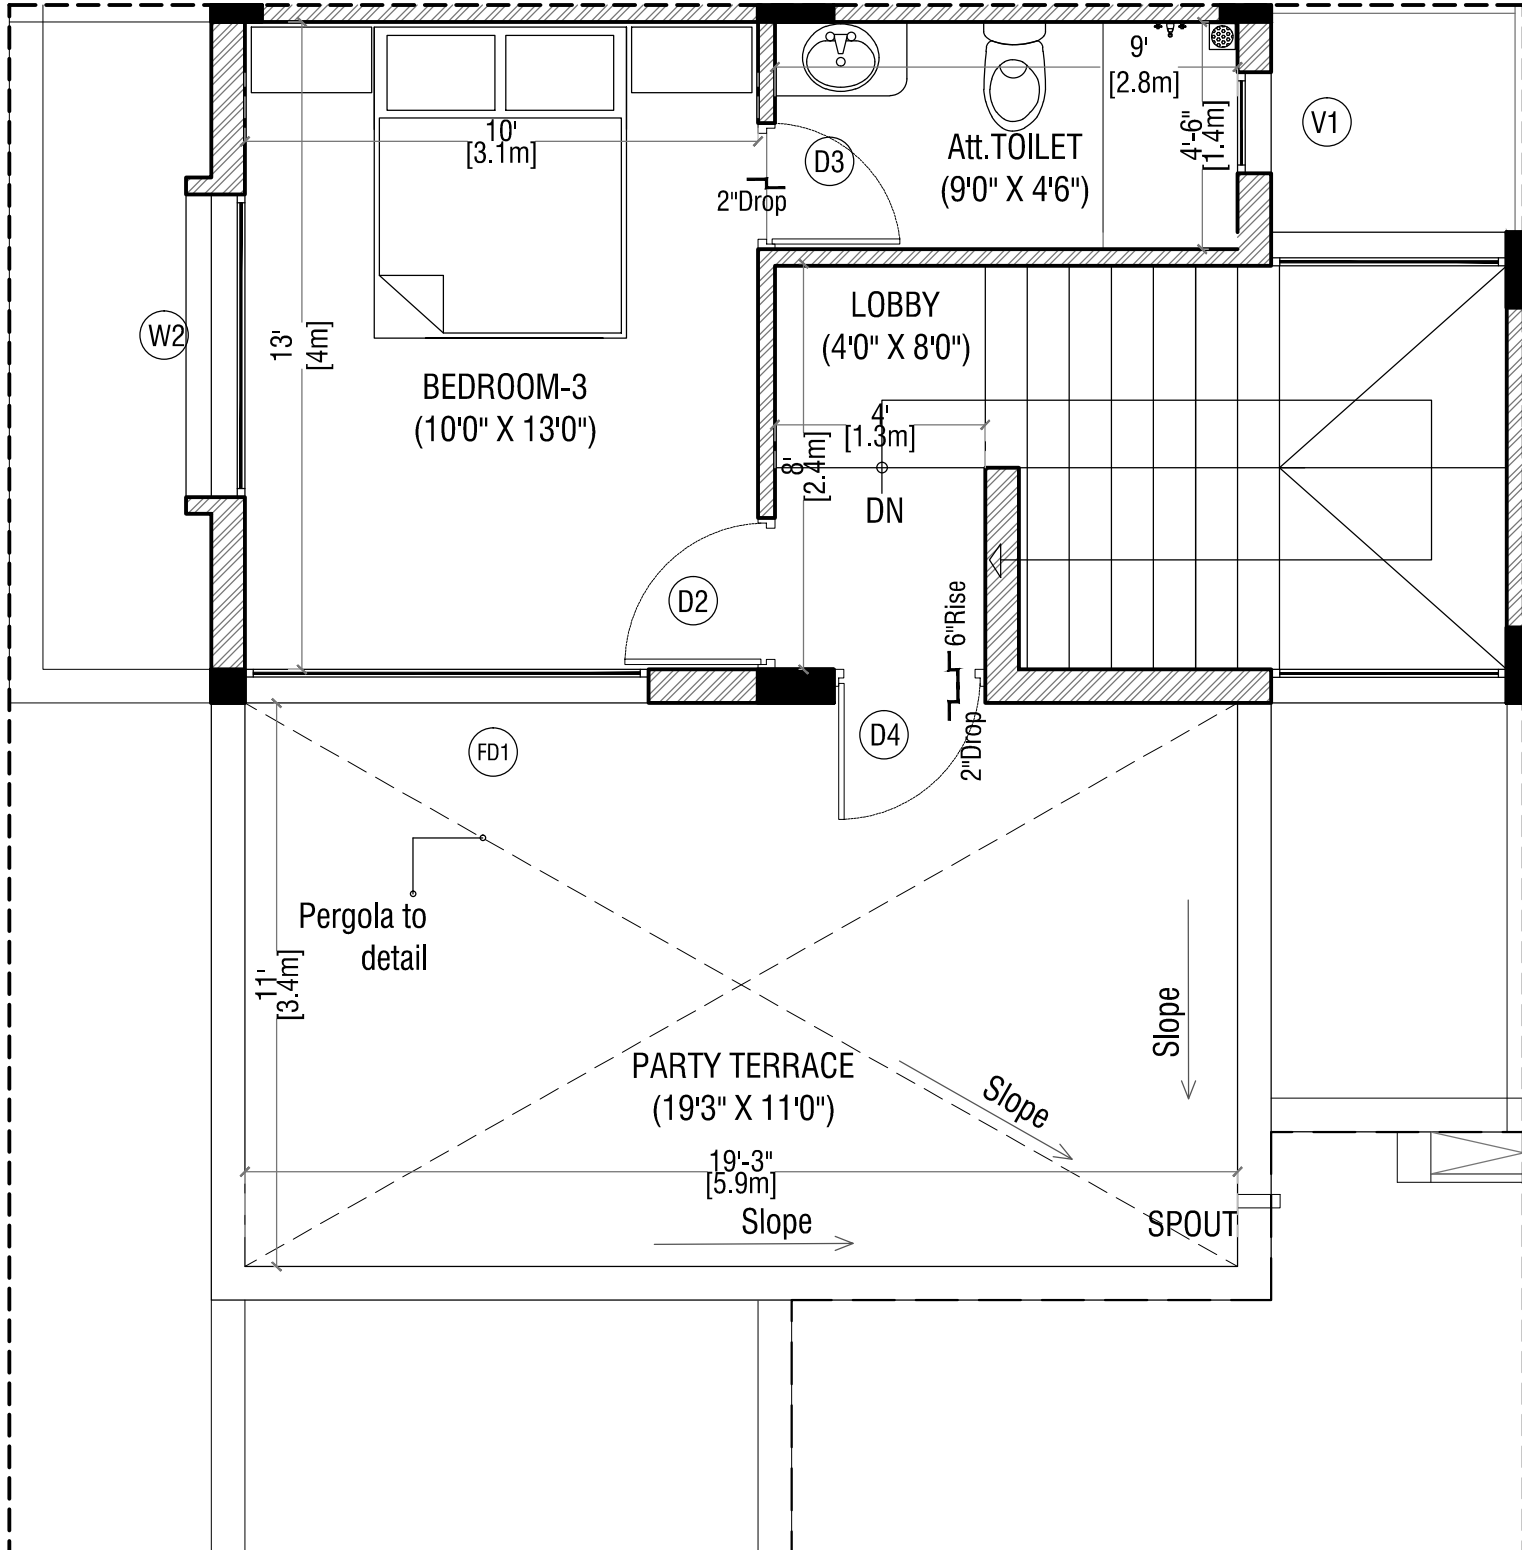 9'
[2.8m]
V1
10'
[3.1m]
D3
Att.TOILET
(9'0" X 4'6")
4'-6"
[1.4m]
2"Drop
W2
13'
[4m]
LOBBY
(4'0" X 8'0")
BEDROOM-3
(10'0" X 13'0")
4'
[1.3m]
8'
[2.4m]
DN
D2
6"Rise
FD1
D4
2"Drop
Pergola to
detail
11'
[3.4m]
Slope
PARTY TERRACE
(19'3" X 11'0")
Slope
19'-3"
[5.9m]
Slope
SPOUT